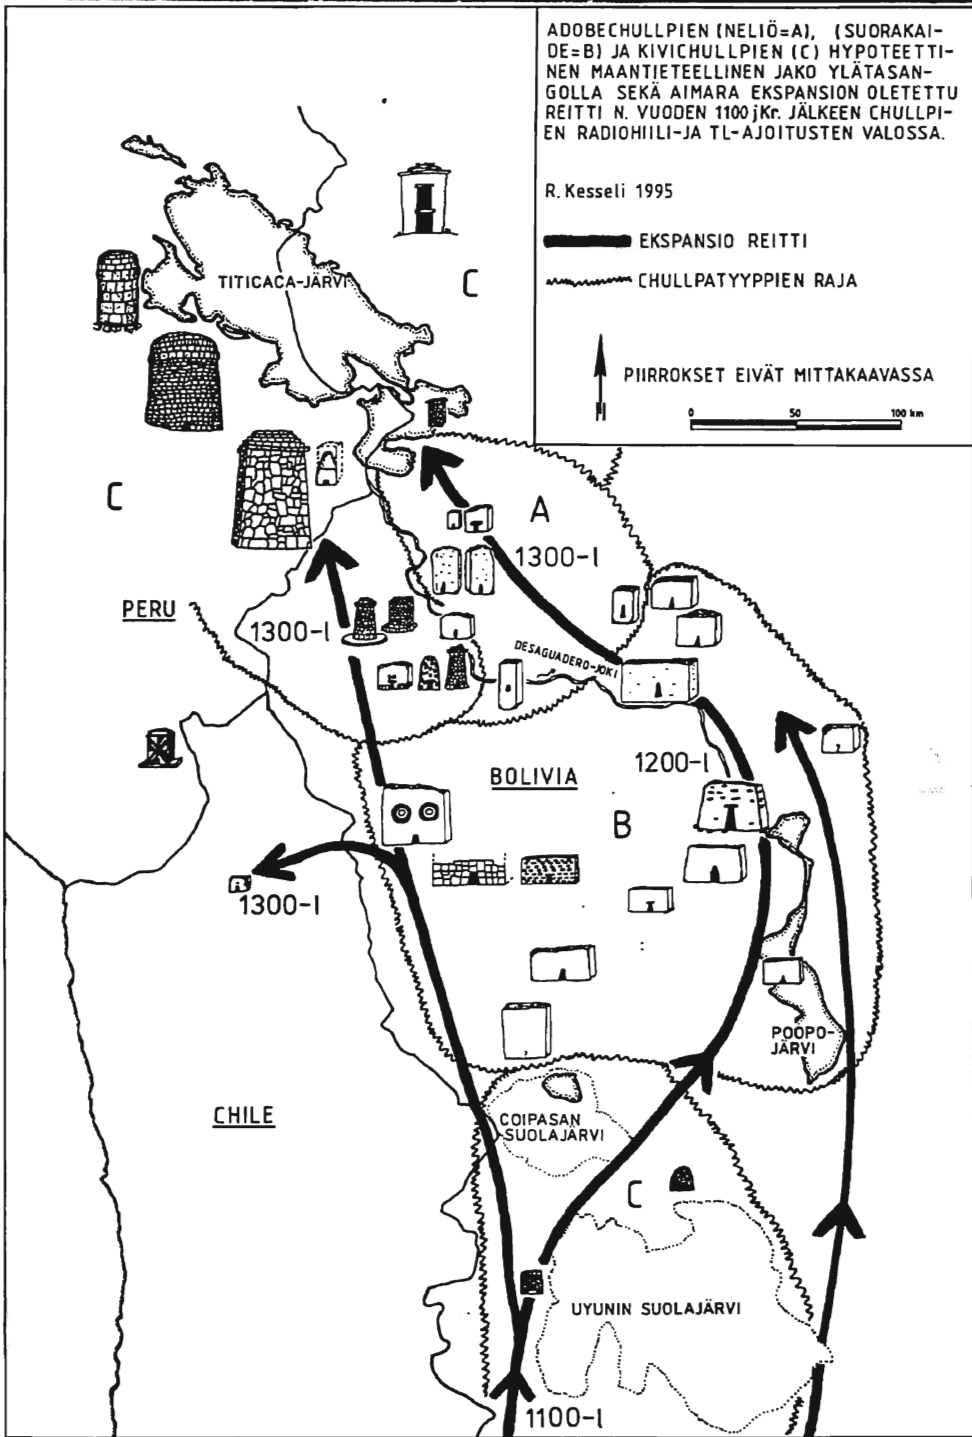 ADOBECHULLPIEN (NELIÖ=A), (SUORAKAI-
DE=B) JA KIVICHULLPIEN (C) HYPOTEETTI-
NEN MAANTIETEELLINEN JAKO YLÄTASAN-
GOLLA SEKÄ AIMARA EKSPANSION OLETETTU
REITTI N. VUODEN 1100 jKr. JÄLKEEN CHULLPI-
EN RADIOHIILI-JA TL-AJOITUSTEN VALOSSA.
R. Kesseli 1995
EKSPANSIO REITTI
CHULLPATYYPPIEN RAJA
PIIRROKSET EIVÄT MITTAKAAVASSA
0 50 100 km
TITICACA-JÄRVI
C
C
A
1300-l
PERU
1300-l
DESAGUADERO-JOKI
BOLIVIA
1200-l
B
1300-l
POOPO-
JÄRVI
CHILE
COIPASAN
SUOLAJÄRVI
C
UYUNIN SUOLAJÄRVI
1100-l